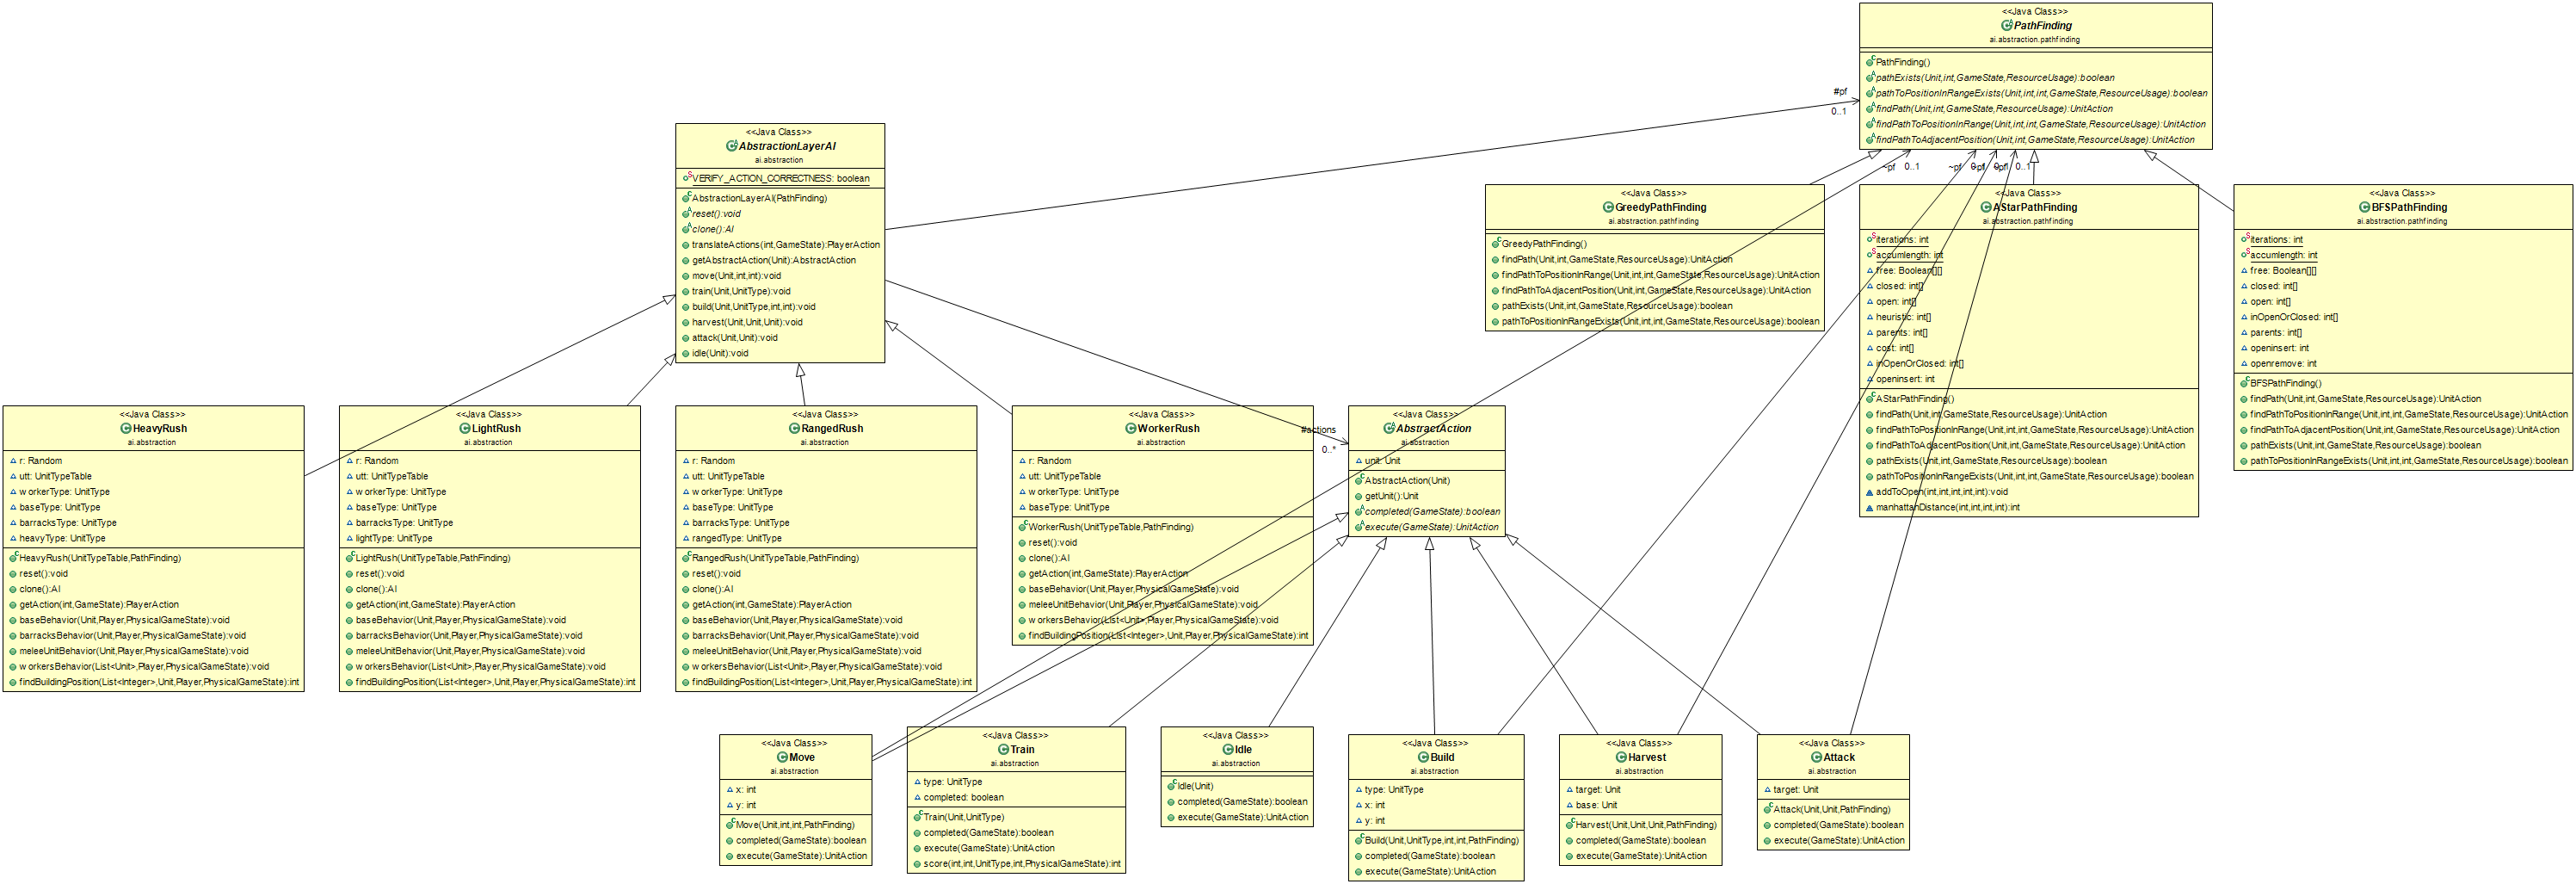 <<Java Class>>
PathFinding
ai.abstraction.pathfinding
PathFinding()
pathExists(Unit,int,GameState,ResourceUsage):boolean
pathToPositionInRangeExists(Unit,int,int,GameState,ResourceUsage):boolean
findPath(Unit,int,GameState,ResourceUsage):UnitAction
findPathToPositionInRange(Unit,int,int,GameState,ResourceUsage):UnitAction
findPathToAdjacentPosition(Unit,int,GameState,ResourceUsage):UnitAction
#pf
0..1
<<Java Class>>
AbstractionLayerAI
ai.abstraction
VERIFY_ACTION_CORRECTNESS: boolean
AbstractionLayerAI(PathFinding)
reset():void
clone():AI
translateActions(int,GameState):PlayerAction
getAbstractAction(Unit):AbstractAction
move(Unit,int,int):void
train(Unit,UnitType):void
build(Unit,UnitType,int,int):void
harvest(Unit,Unit,Unit):void
attack(Unit,Unit):void
idle(Unit):void
~pf 0..1
~pf
0..1
<<Java Class>>
GreedyPathFinding
ai.abstraction.pathfinding
GreedyPathFinding()
findPath(Unit,int,GameState,ResourceUsage):UnitAction
findPathToPositionInRange(Unit,int,int,GameState,ResourceUsage):UnitAction
findPathToAdjacentPosition(Unit,int,GameState,ResourceUsage):UnitAction
pathExists(Unit,int,GameState,ResourceUsage):boolean
pathToPositionInRangeExists(Unit,int,int,GameState,ResourceUsage):boolean
<<Java Class>>
AStarPathFinding
ai.abstraction.pathfinding
iterations: int
accumlength: int
free: Boolean[][]
closed: int[]
open: int[]
heuristic: int[]
parents: int[]
cost: int[]
inOpenOrClosed: int[]
openinsert: int
AStarPathFinding()
findPath(Unit,int,GameState,ResourceUsage):UnitAction
findPathToPositionInRange(Unit,int,int,GameState,ResourceUsage):UnitAction
findPathToAdjacentPosition(Unit,int,GameState,ResourceUsage):UnitAction
pathExists(Unit,int,GameState,ResourceUsage):boolean
pathToPositionInRangeExists(Unit,int,int,GameState,ResourceUsage):boolean
addToOpen(int,int,int,int,int):void
manhattanDistance(int,int,int,int):int
<<Java Class>>
BFSPathFinding
ai.abstraction.pathfinding
iterations: int
accumlength: int
free: Boolean[][]
closed: int[]
open: int[]
inOpenOrClosed: int[]
parents: int[]
openinsert: int
openremove: int
BFSPathFinding()
findPath(Unit,int,GameState,ResourceUsage):UnitAction
findPathToPositionInRange(Unit,int,int,GameState,ResourceUsage):UnitAction
findPathToAdjacentPosition(Unit,int,GameState,ResourceUsage):UnitAction
pathExists(Unit,int,GameState,ResourceUsage):boolean
pathToPositionInRangeExists(Unit,int,int,GameState,ResourceUsage):boolean
<<Java Class>>
HeavyRush
ai.abstraction
r: Random
utt: UnitTypeTable
workerType: UnitType
baseType: UnitType
barracksType: UnitType
heavyType: UnitType
HeavyRush(UnitTypeTable,PathFinding)
reset():void
clone():AI
getAction(int,GameState):PlayerAction
baseBehavior(Unit,Player,PhysicalGameState):void
barracksBehavior(Unit,Player,PhysicalGameState):void
meleeUnitBehavior(Unit,Player,PhysicalGameState):void
workersBehavior(List<Unit>,Player,PhysicalGameState):void
findBuildingPosition(List<Integer>,Unit,Player,PhysicalGameState):int
<<Java Class>>
LightRush
ai.abstraction
r: Random
utt: UnitTypeTable
workerType: UnitType
baseType: UnitType
barracksType: UnitType
lightType: UnitType
LightRush(UnitTypeTable,PathFinding)
reset():void
clone():AI
getAction(int,GameState):PlayerAction
baseBehavior(Unit,Player,PhysicalGameState):void
barracksBehavior(Unit,Player,PhysicalGameState):void
meleeUnitBehavior(Unit,Player,PhysicalGameState):void
workersBehavior(List<Unit>,Player,PhysicalGameState):void
findBuildingPosition(List<Integer>,Unit,Player,PhysicalGameState):int
<<Java Class>>
RangedRush
ai.abstraction
r: Random
utt: UnitTypeTable
workerType: UnitType
baseType: UnitType
barracksType: UnitType
rangedType: UnitType
RangedRush(UnitTypeTable,PathFinding)
reset():void
clone():AI
getAction(int,GameState):PlayerAction
baseBehavior(Unit,Player,PhysicalGameState):void
barracksBehavior(Unit,Player,PhysicalGameState):void
meleeUnitBehavior(Unit,Player,PhysicalGameState):void
workersBehavior(List<Unit>,Player,PhysicalGameState):void
findBuildingPosition(List<Integer>,Unit,Player,PhysicalGameState):int
<<Java Class>>
WorkerRush
ai.abstraction
r: Random
utt: UnitTypeTable
workerType: UnitType
baseType: UnitType
WorkerRush(UnitTypeTable,PathFinding)
reset():void
clone():AI
getAction(int,GameState):PlayerAction
baseBehavior(Unit,Player,PhysicalGameState):void
meleeUnitBehavior(Unit,Player,PhysicalGameState):void
workersBehavior(List<Unit>,Player,PhysicalGameState):void
findBuildingPosition(List<Integer>,Unit,Player,PhysicalGameState):int
#actions
0..*
<<Java Class>>
AbstractAction
ai.abstraction
unit: Unit
AbstractAction(Unit)
getUnit():Unit
completed(GameState):boolean
execute(GameState):UnitAction
<<Java Class>>
Move
ai.abstraction
x: int
y: int
Move(Unit,int,int,PathFinding)
completed(GameState):boolean
execute(GameState):UnitAction
<<Java Class>>
Train
ai.abstraction
type: UnitType
completed: boolean
Train(Unit,UnitType)
completed(GameState):boolean
execute(GameState):UnitAction
score(int,int,UnitType,int,PhysicalGameState):int
<<Java Class>>
Idle
ai.abstraction
Idle(Unit)
completed(GameState):boolean
execute(GameState):UnitAction
<<Java Class>>
Build
ai.abstraction
type: UnitType
x: int
y: int
Build(Unit,UnitType,int,int,PathFinding)
completed(GameState):boolean
execute(GameState):UnitAction
<<Java Class>>
Harvest
ai.abstraction
target: Unit
base: Unit
Harvest(Unit,Unit,Unit,PathFinding)
completed(GameState):boolean
execute(GameState):UnitAction
<<Java Class>>
Attack
ai.abstraction
target: Unit
Attack(Unit,Unit,PathFinding)
completed(GameState):boolean
execute(GameState):UnitAction